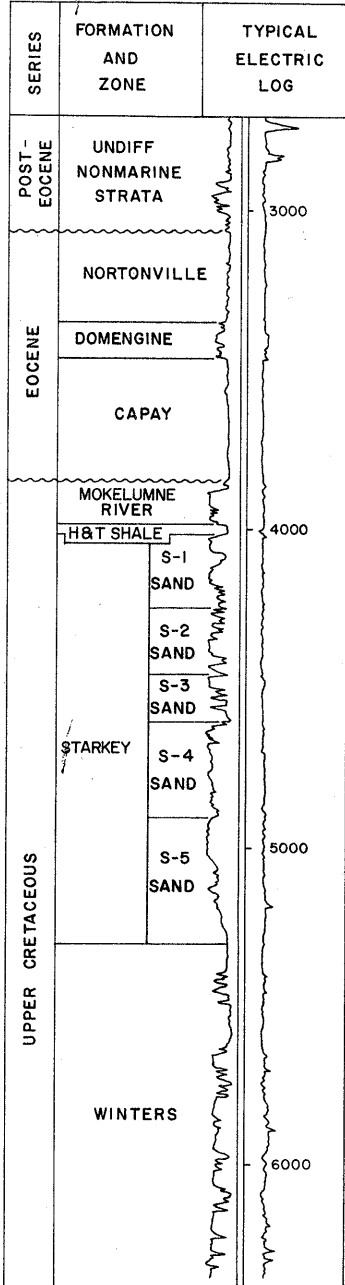 SERIES
FORMATION
AND
ZONE
TYPICAL
ELECTRIC
LOG
POST-
EOCENE
UNDIFF
NONMARINE
STRATA
3000
EOCENE
NORTONVILLE
DOMENGINE
CAPAY
UPPER CRETACEOUS
MOKELUMNE
RIVER
4000
H&T SHALE
STARKEY
S-1
SAND
S-2
SAND
S-3
SAND
S-4
SAND
S-5
SAND
5000
WINTERS
6000